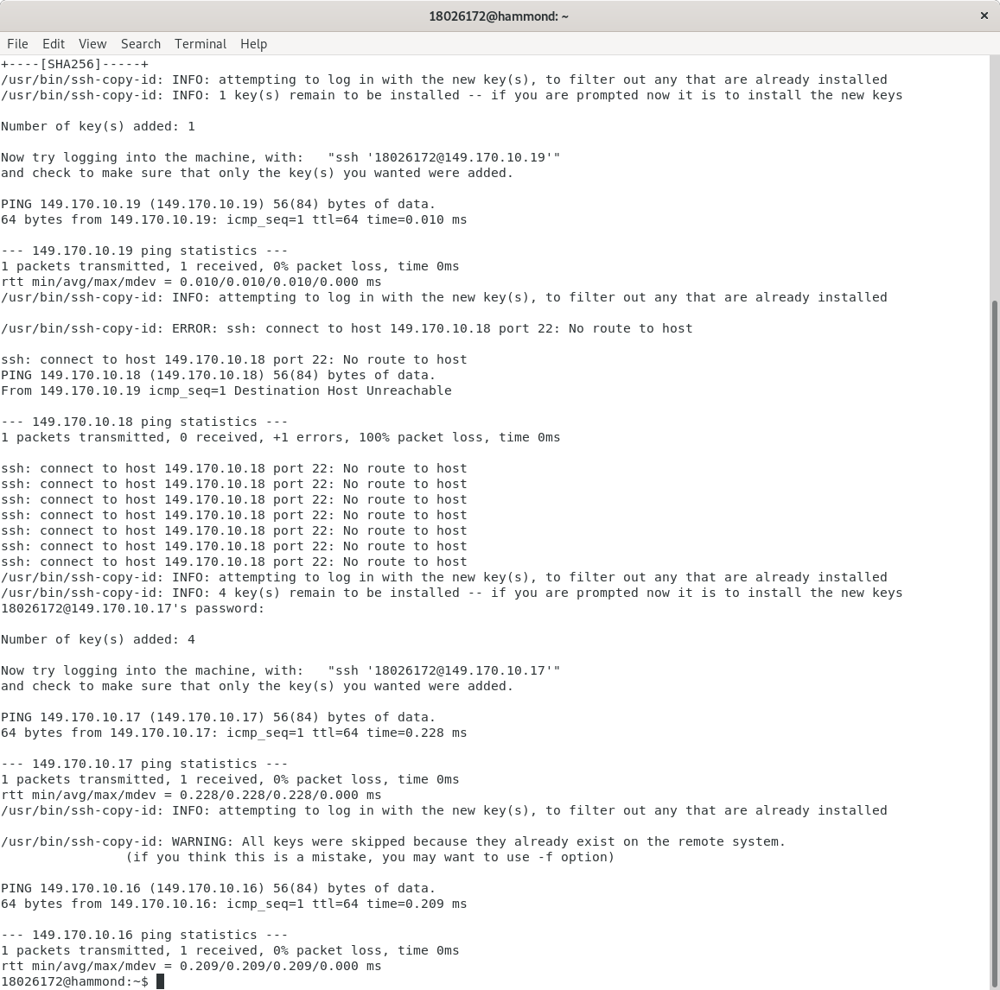 18026172@hammond: ~
×
File Edit View Search Terminal Help
+----[SHA256]-----+
/usr/bin/ssh-copy-id: INFO: attempting to log in with the new key(s), to filter out any that are already installed
/usr/bin/ssh-copy-id: INFO: 1 key(s) remain to be installed -- if you are prompted now it is to install the new keys

Number of key(s) added: 1

Now try logging into the machine, with:   "ssh '18026172@149.170.10.19'"
and check to make sure that only the key(s) you wanted were added.

PING 149.170.10.19 (149.170.10.19) 56(84) bytes of data.
64 bytes from 149.170.10.19: icmp_seq=1 ttl=64 time=0.010 ms

--- 149.170.10.19 ping statistics ---
1 packets transmitted, 1 received, 0% packet loss, time 0ms
rtt min/avg/max/mdev = 0.010/0.010/0.010/0.000 ms
/usr/bin/ssh-copy-id: INFO: attempting to log in with the new key(s), to filter out any that are already installed

/usr/bin/ssh-copy-id: ERROR: ssh: connect to host 149.170.10.18 port 22: No route to host

ssh: connect to host 149.170.10.18 port 22: No route to host
PING 149.170.10.18 (149.170.10.18) 56(84) bytes of data.
From 149.170.10.19 icmp_seq=1 Destination Host Unreachable

--- 149.170.10.18 ping statistics ---
1 packets transmitted, 0 received, +1 errors, 100% packet loss, time 0ms

ssh: connect to host 149.170.10.18 port 22: No route to host
ssh: connect to host 149.170.10.18 port 22: No route to host
ssh: connect to host 149.170.10.18 port 22: No route to host
ssh: connect to host 149.170.10.18 port 22: No route to host
ssh: connect to host 149.170.10.18 port 22: No route to host
ssh: connect to host 149.170.10.18 port 22: No route to host
ssh: connect to host 149.170.10.18 port 22: No route to host
/usr/bin/ssh-copy-id: INFO: attempting to log in with the new key(s), to filter out any that are already installed
/usr/bin/ssh-copy-id: INFO: 4 key(s) remain to be installed -- if you are prompted now it is to install the new keys
18026172@149.170.10.17's password:

Number of key(s) added: 4

Now try logging into the machine, with:   "ssh '18026172@149.170.10.17'"
and check to make sure that only the key(s) you wanted were added.

PING 149.170.10.17 (149.170.10.17) 56(84) bytes of data.
64 bytes from 149.170.10.17: icmp_seq=1 ttl=64 time=0.228 ms

--- 149.170.10.17 ping statistics ---
1 packets transmitted, 1 received, 0% packet loss, time 0ms
rtt min/avg/max/mdev = 0.228/0.228/0.228/0.000 ms
/usr/bin/ssh-copy-id: INFO: attempting to log in with the new key(s), to filter out any that are already installed

/usr/bin/ssh-copy-id: WARNING: All keys were skipped because they already exist on the remote system.
                (if you think this is a mistake, you may want to use -f option)

PING 149.170.10.16 (149.170.10.16) 56(84) bytes of data.
64 bytes from 149.170.10.16: icmp_seq=1 ttl=64 time=0.209 ms

--- 149.170.10.16 ping statistics ---
1 packets transmitted, 1 received, 0% packet loss, time 0ms
rtt min/avg/max/mdev = 0.209/0.209/0.209/0.000 ms
18026172@hammond:~$